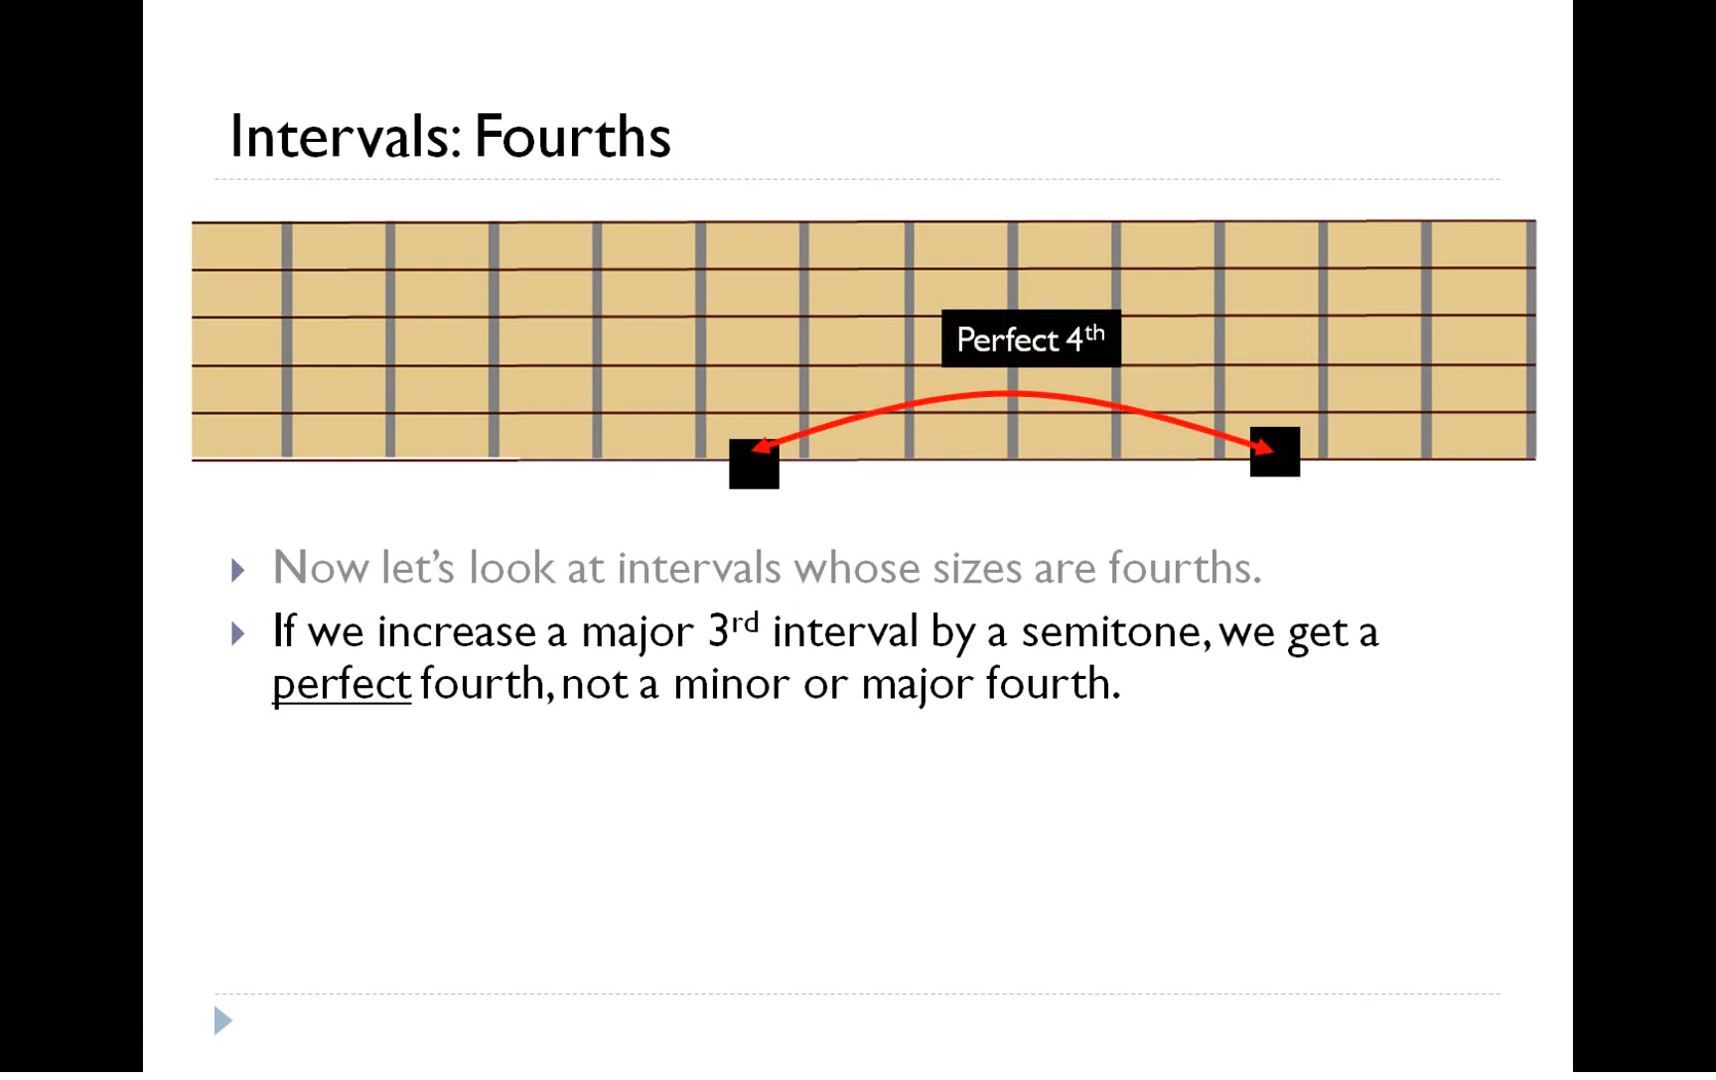 Intervals: Fourths
Perfect 4th
Now let's look at intervals whose sizes are fourths.
If we increase a major 3rd interval by a semitone, we get a
perfect fourth, not a minor or major fourth.